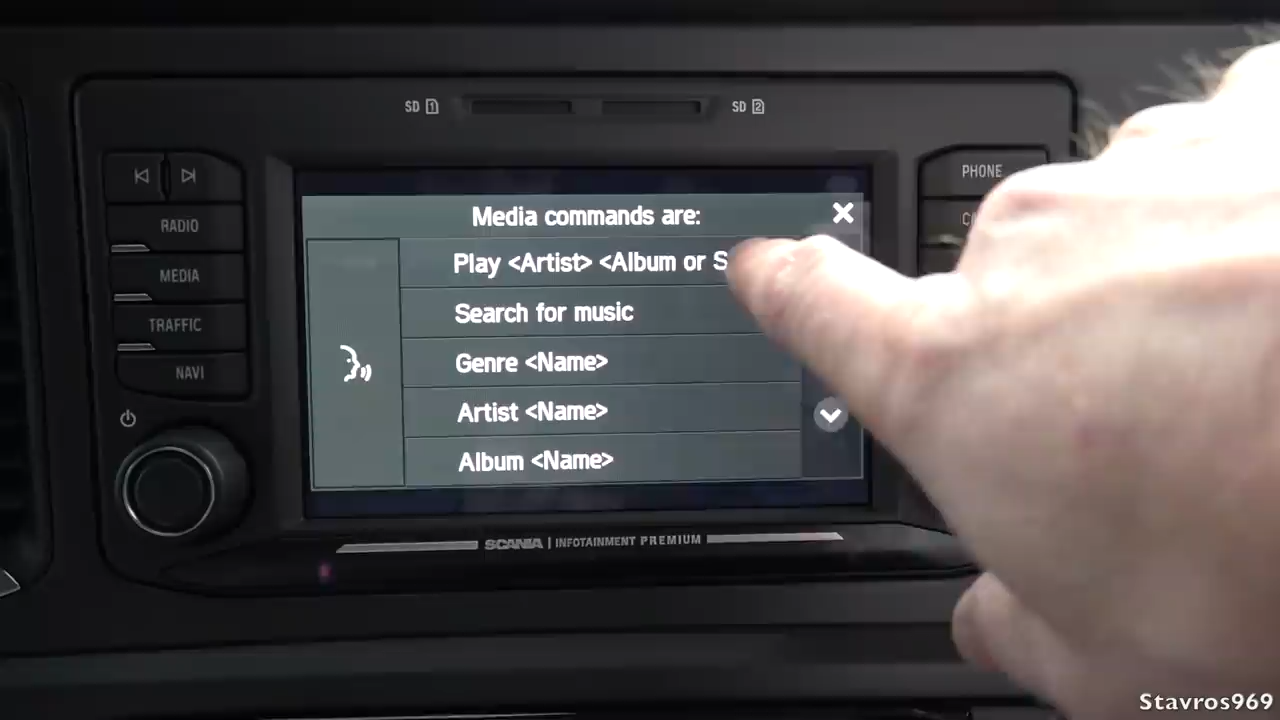 SD 1
SD 2
PHONE
RADIO
MEDIA
TRAFFIC
NAVI
Media commands are:
Play <Artist> <Album or S
Search for music
Genre <Name>
Artist <Name>
Album <Name>
SCANIA | INFOTAINMENT PREMIUM
Stavros969